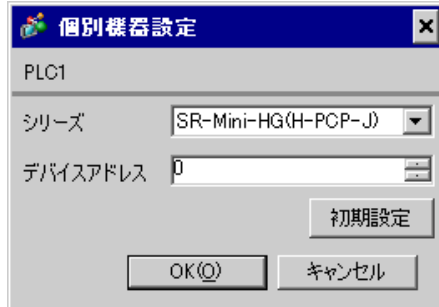 個別機器設定
PLC1
シリーズ SR-Mini-HG(H-PCP-J)
デバイスアドレス 0
初期設定
OK(O) キャンセル